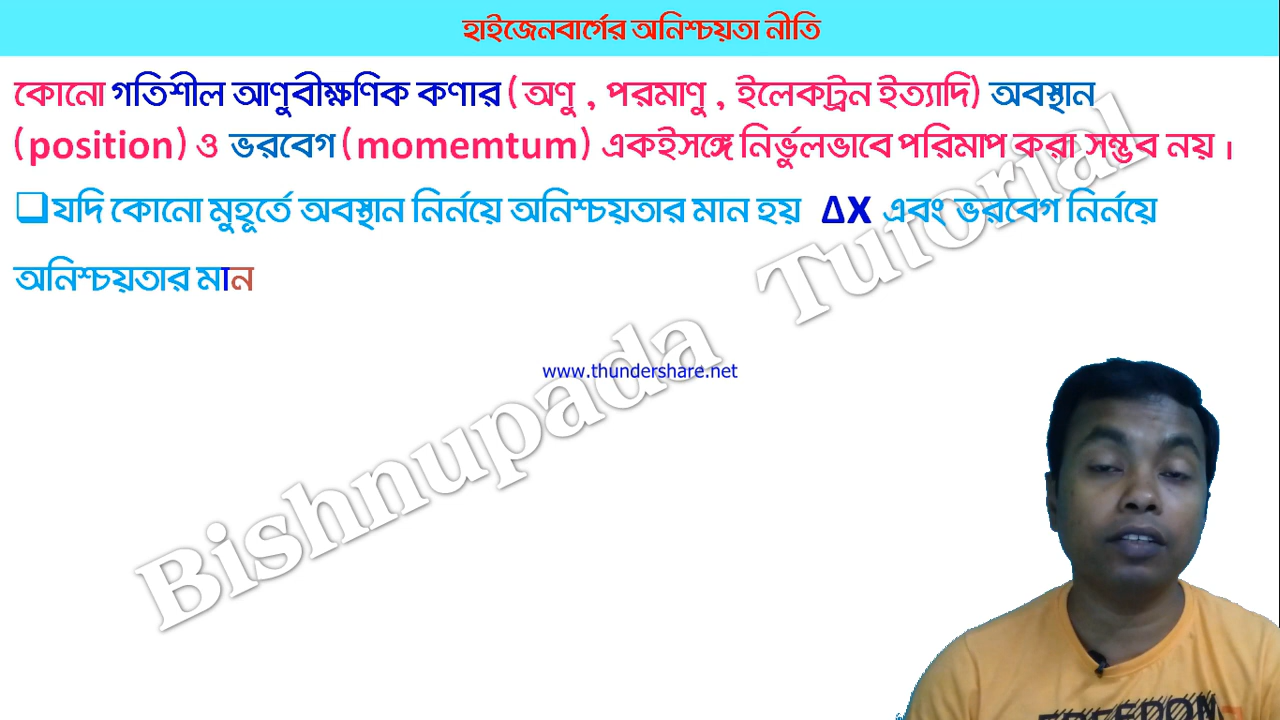 হাইজেনবার্গের অনিশ্চয়তা নীতি
কোনো গতিশীল আণুবীক্ষণিক কণার ( অণু , পরমাণু , ইলেকট্রন ইত্যাদি) অবস্থান
(position) ও ভরবেগ (momemtum) একইসঙ্গে নির্ভুলভাবে পরিমাপ করা সম্ভব নয় ।
❑যদি কোনো মুহূর্তে অবস্থান নির্নয়ে অনিশ্চয়তার মান হয় ΔX এবং ভরবেগ নির্নয়ে
অনিশ্চয়তার মান
www.thundershare.net
Bishnupada Tutorial